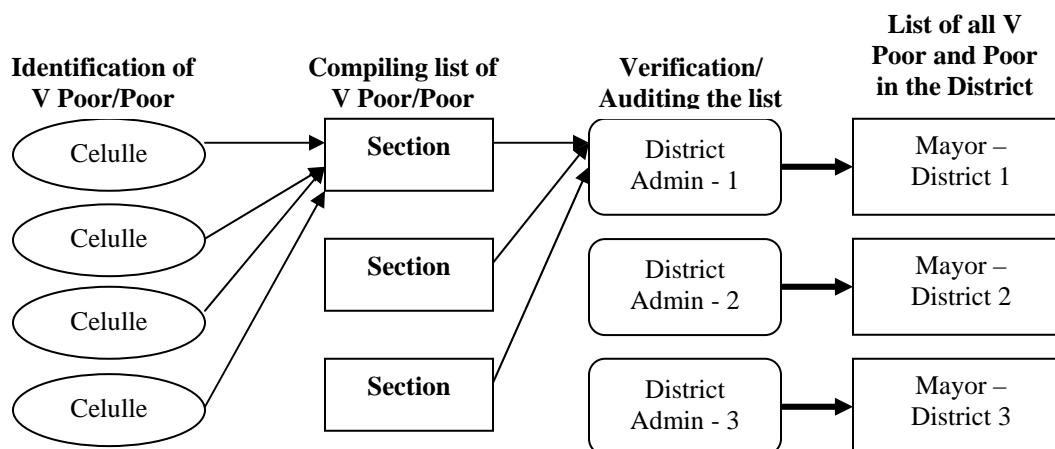 Identification of
V Poor/Poor
Compiling list of
V Poor/Poor
Verification/
Auditing the list
List of all V
Poor and Poor
in the District
Celulle
Celulle
Celulle
Celulle
Section
Section
Section
District
Admin - 1
District
Admin - 2
District
Admin - 3
Mayor –
District 1
Mayor –
District 2
Mayor –
District 3